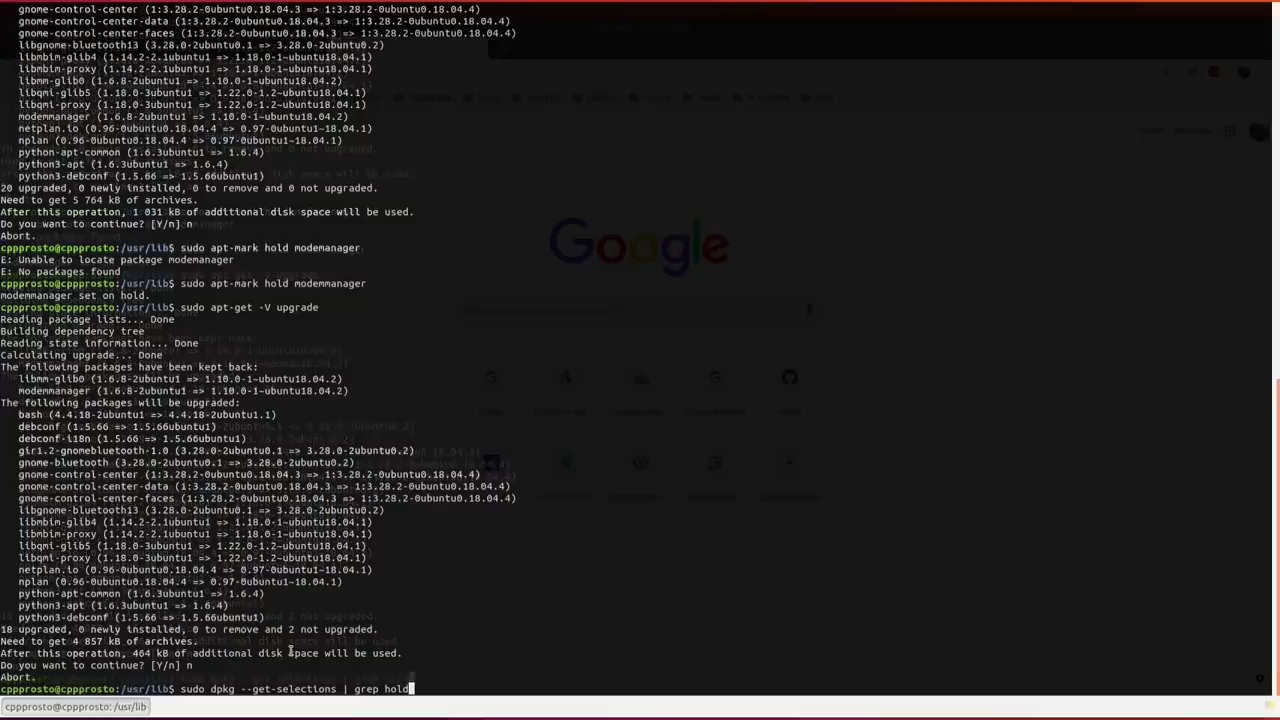 gnome-control-center (1:3.28.2-0ubuntu0.18.04.3 => 1:3.28.2-0ubuntu0.18.04.4)
gnome-control-center-data (1:3.28.2-0ubuntu0.18.04.3 => 1:3.28.2-0ubuntu0.18.04.4)
gnome-control-center-faces (1:3.28.2-0ubuntu0.18.04.3 => 1:3.28.2-0ubuntu0.18.04.4)
libgnome-bluetooth13 (3.28.0-2ubuntu0.1 => 3.28.0-2ubuntu0.2)
libmbim-glib4 (1.14.2-2.1ubuntu1 => 1.18.0-1~ubuntu18.04.1)
libmbim-proxy (1.14.2-2.1ubuntu1 => 1.18.0-1~ubuntu18.04.1)
libmm-glib0 (1.6.8-2ubuntu1 => 1.10.0-1~ubuntu18.04.2)
libqmi-glib5 (1.18.0-3ubuntu1 => 1.22.0-1.2~ubuntu18.04.1)
libqmi-proxy (1.18.0-3ubuntu1 => 1.22.0-1.2~ubuntu18.04.1)
modemmanager (1.6.8-2ubuntu1 => 1.10.0-1~ubuntu18.04.2)
netplan.io (0.96-0ubuntu0.18.04.4 => 0.97-0ubuntu1~18.04.1)
nplan (0.96-0ubuntu0.18.04.4 => 0.97-0ubuntu1~18.04.1)
python-apt-common (1.6.3ubuntu1 => 1.6.4)
python3-apt (1.6.3ubuntu1 => 1.6.4)
python3-debconf (1.5.66 => 1.5.66ubuntu1)
20 upgraded, 0 newly installed, 0 to remove and 0 not upgraded.
Need to get 5 764 kB of archives.
After this operation, 1 031 kB of additional disk space will be used.
Do you want to continue? [Y/n] n
Abort.
cppprosto@cppprosto:/usr/lib$ sudo apt-mark hold modemanager
E: Unable to locate package modemanager
E: No packages found
cppprosto@cppprosto:/usr/lib$ sudo apt-mark hold modemmanager
modemmanager set on hold.
cppprosto@cppprosto:/usr/lib$ sudo apt-get -V upgrade
Reading package lists... Done
Building dependency tree
Reading state information... Done
Calculating upgrade... Done
The following packages have been kept back:
libmm-glib0 (1.6.8-2ubuntu1 => 1.10.0-1~ubuntu18.04.2)
modemmanager (1.6.8-2ubuntu1 => 1.10.0-1~ubuntu18.04.2)
The following packages will be upgraded:
bash (4.4.18-2ubuntu1 => 4.4.18-2ubuntu1.1)
debconf (1.5.66 => 1.5.66ubuntu1)
debconf-i18n (1.5.66 => 1.5.66ubuntu1)
gir1.2-gnomebluetooth-1.0 (3.28.0-2ubuntu0.1 => 3.28.0-2ubuntu0.2)
gnome-bluetooth (3.28.0-2ubuntu0.1 => 3.28.0-2ubuntu0.2)
gnome-control-center (1:3.28.2-0ubuntu0.18.04.3 => 1:3.28.2-0ubuntu0.18.04.4)
gnome-control-center-data (1:3.28.2-0ubuntu0.18.04.3 => 1:3.28.2-0ubuntu0.18.04.4)
gnome-control-center-faces (1:3.28.2-0ubuntu0.18.04.3 => 1:3.28.2-0ubuntu0.18.04.4)
libgnome-bluetooth13 (3.28.0-2ubuntu0.1 => 3.28.0-2ubuntu0.2)
libmbim-glib4 (1.14.2-2.1ubuntu1 => 1.18.0-1~ubuntu18.04.1)
libmbim-proxy (1.14.2-2.1ubuntu1 => 1.18.0-1~ubuntu18.04.1)
libqmi-glib5 (1.18.0-3ubuntu1 => 1.22.0-1.2~ubuntu18.04.1)
libqmi-proxy (1.18.0-3ubuntu1 => 1.22.0-1.2~ubuntu18.04.1)
netplan.io (0.96-0ubuntu0.18.04.4 => 0.97-0ubuntu1~18.04.1)
nplan (0.96-0ubuntu0.18.04.4 => 0.97-0ubuntu1~18.04.1)
python-apt-common (1.6.3ubuntu1 => 1.6.4)
python3-apt (1.6.3ubuntu1 => 1.6.4)
python3-debconf (1.5.66 => 1.5.66ubuntu1)
18 upgraded, 0 newly installed, 0 to remove and 2 not upgraded.
Need to get 4 857 kB of archives.
After this operation, 464 kB of additional disk space will be used.
Do you want to continue? [Y/n] n
Abort.
cppprosto@cppprosto:/usr/lib$ sudo dpkg --get-selections | grep hold
cppprosto@cppprosto: /usr/lib
Google